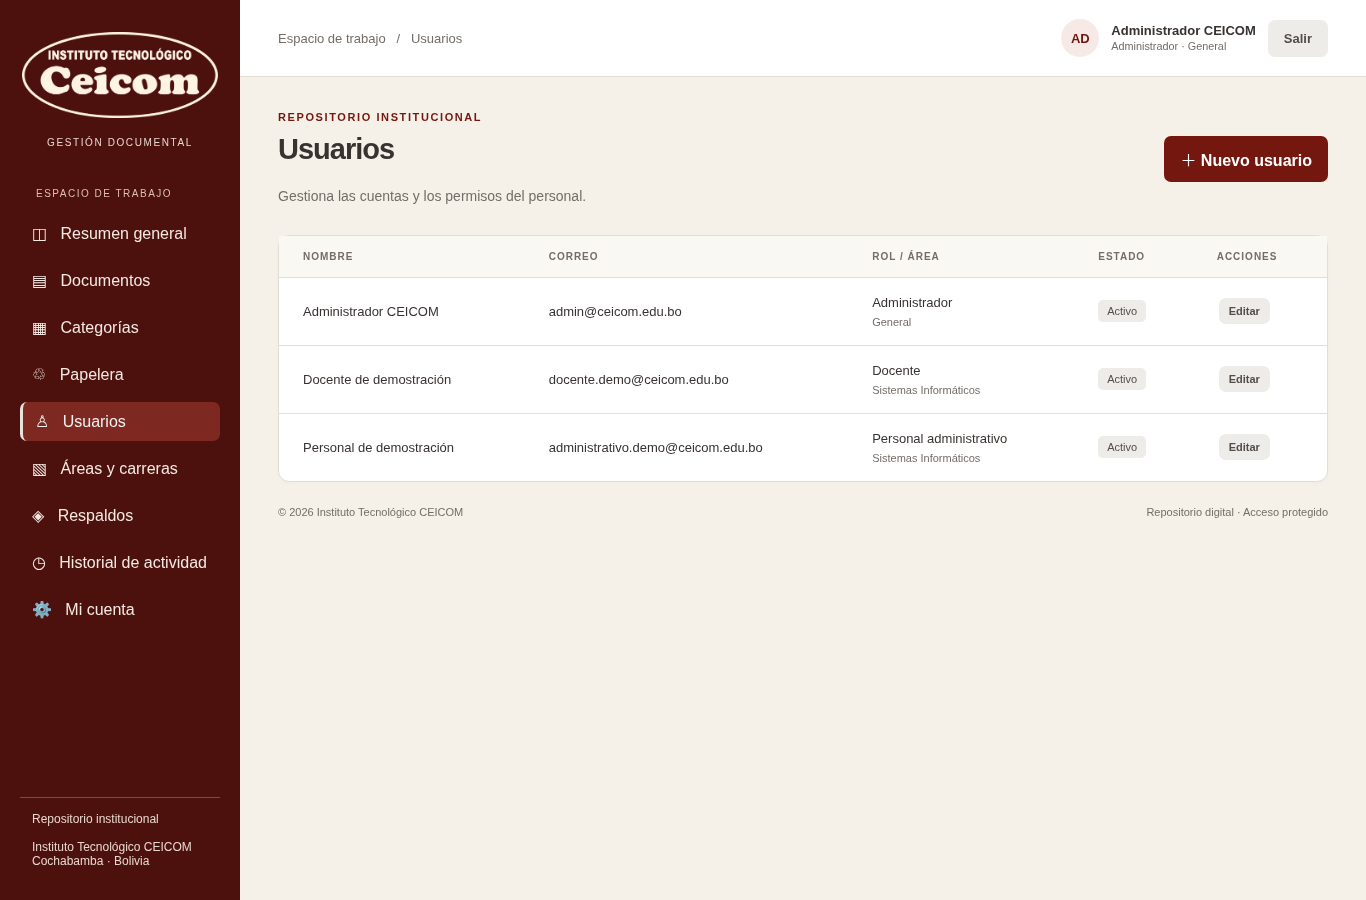 INSTITUTO TECNOLÓGICO
Ceicom
GESTIÓN DOCUMENTAL
ESPACIO DE TRABAJO
Resumen general
Documentos
Categorías
Papelera
Usuarios
Áreas y carreras
Respaldos
Historial de actividad
Mi cuenta
Repositorio institucional
Instituto Tecnológico CEICOM
Cochabamba · Bolivia
Espacio de trabajo / Usuarios
AD
Administrador CEICOM
Administrador · General
Salir
REPOSITORIO INSTITUCIONAL
Usuarios
+ Nuevo usuario
Gestiona las cuentas y los permisos del personal.
NOMBRE CORREO ROL / ÁREA ESTADO ACCIONES
Administrador CEICOM admin@ceicom.edu.bo Administrador General Activo Editar
Docente de demostración docente.demo@ceicom.edu.bo Docente Sistemas Informáticos Activo Editar
Personal de demostración administrativo.demo@ceicom.edu.bo Personal administrativo Sistemas Informáticos Activo Editar
© 2026 Instituto Tecnológico CEICOM Repositorio digital · Acceso protegido